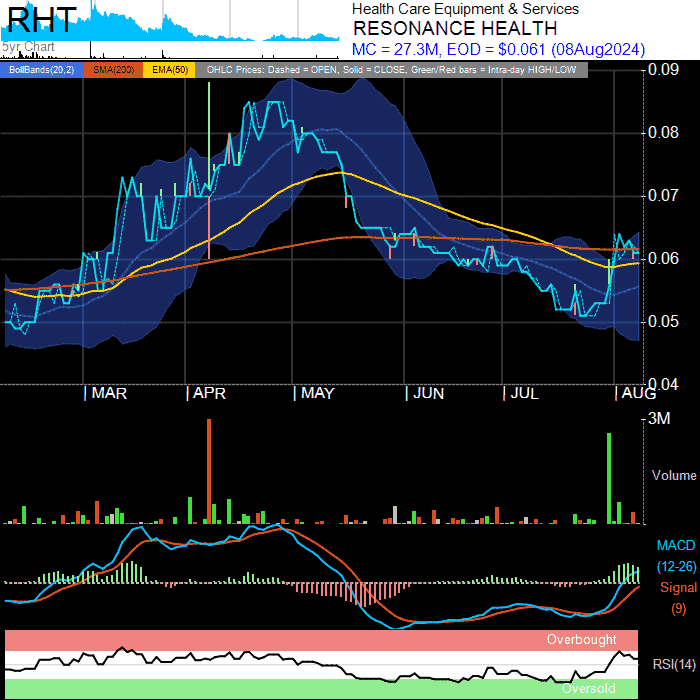 RHT
Health Care Equipment & Services
RESONANCE HEALTH
5yr Chart
MC = 27.3M, EOD = $0.061 (08Aug2024)
BollBands(20,2) SMA(200) EMA(50) OHLC Prices: Dashed = OPEN, Solid = CLOSE, Green/Red bars = Intra-day HIGH/LOW
0.09
0.08
0.07
0.06
0.05
0.04
MAR APR MAY JUN JUL AUG
3M
Volume
MACD
(12-26)
Signal
(9)
Overbought
RSI(14)
Oversold